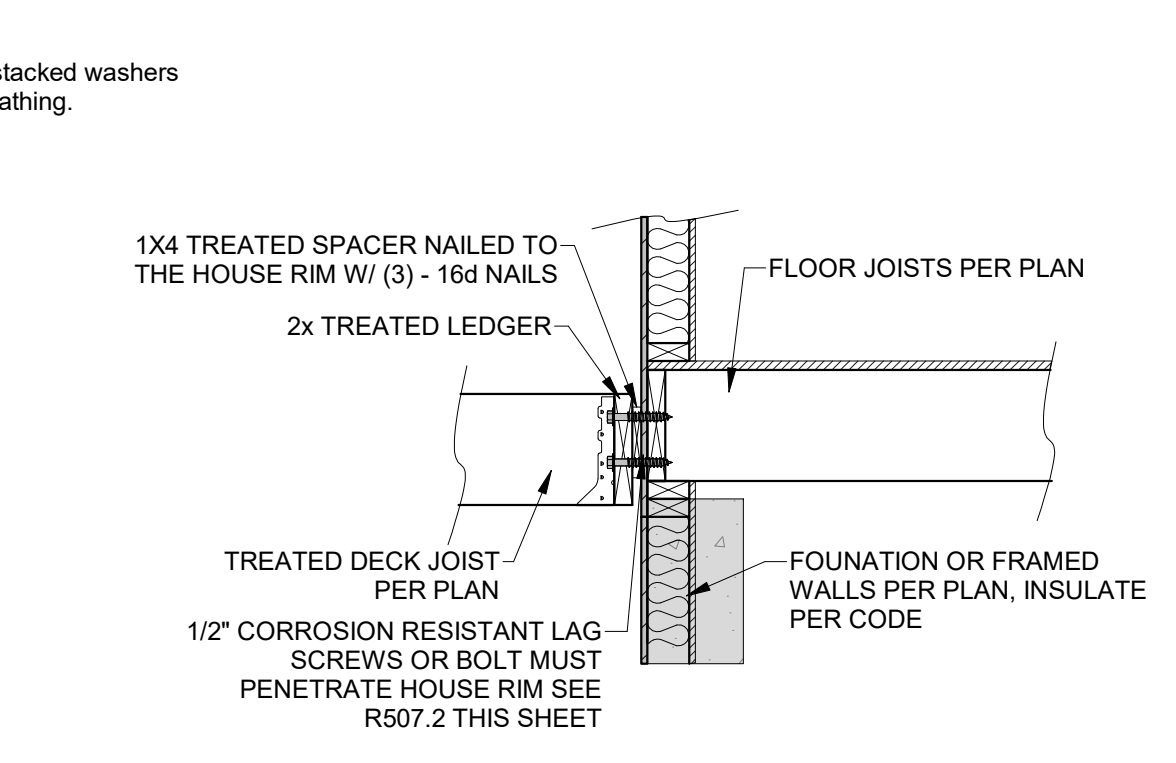 stacked washers
athing.
1X4 TREATED SPACER NAILED TO
THE HOUSE RIM W/ (3) - 16d NAILS
2x TREATED LEDGER
FLOOR JOISTS PER PLAN
TREATED DECK JOIST
PER PLAN
1/2" CORROSION RESISTANT LAG
SCREWS OR BOLT MUST
PENETRATE HOUSE RIM SEE
R507.2 THIS SHEET
FOUNATION OR FRAMED
WALLS PER PLAN, INSULATE
PER CODE